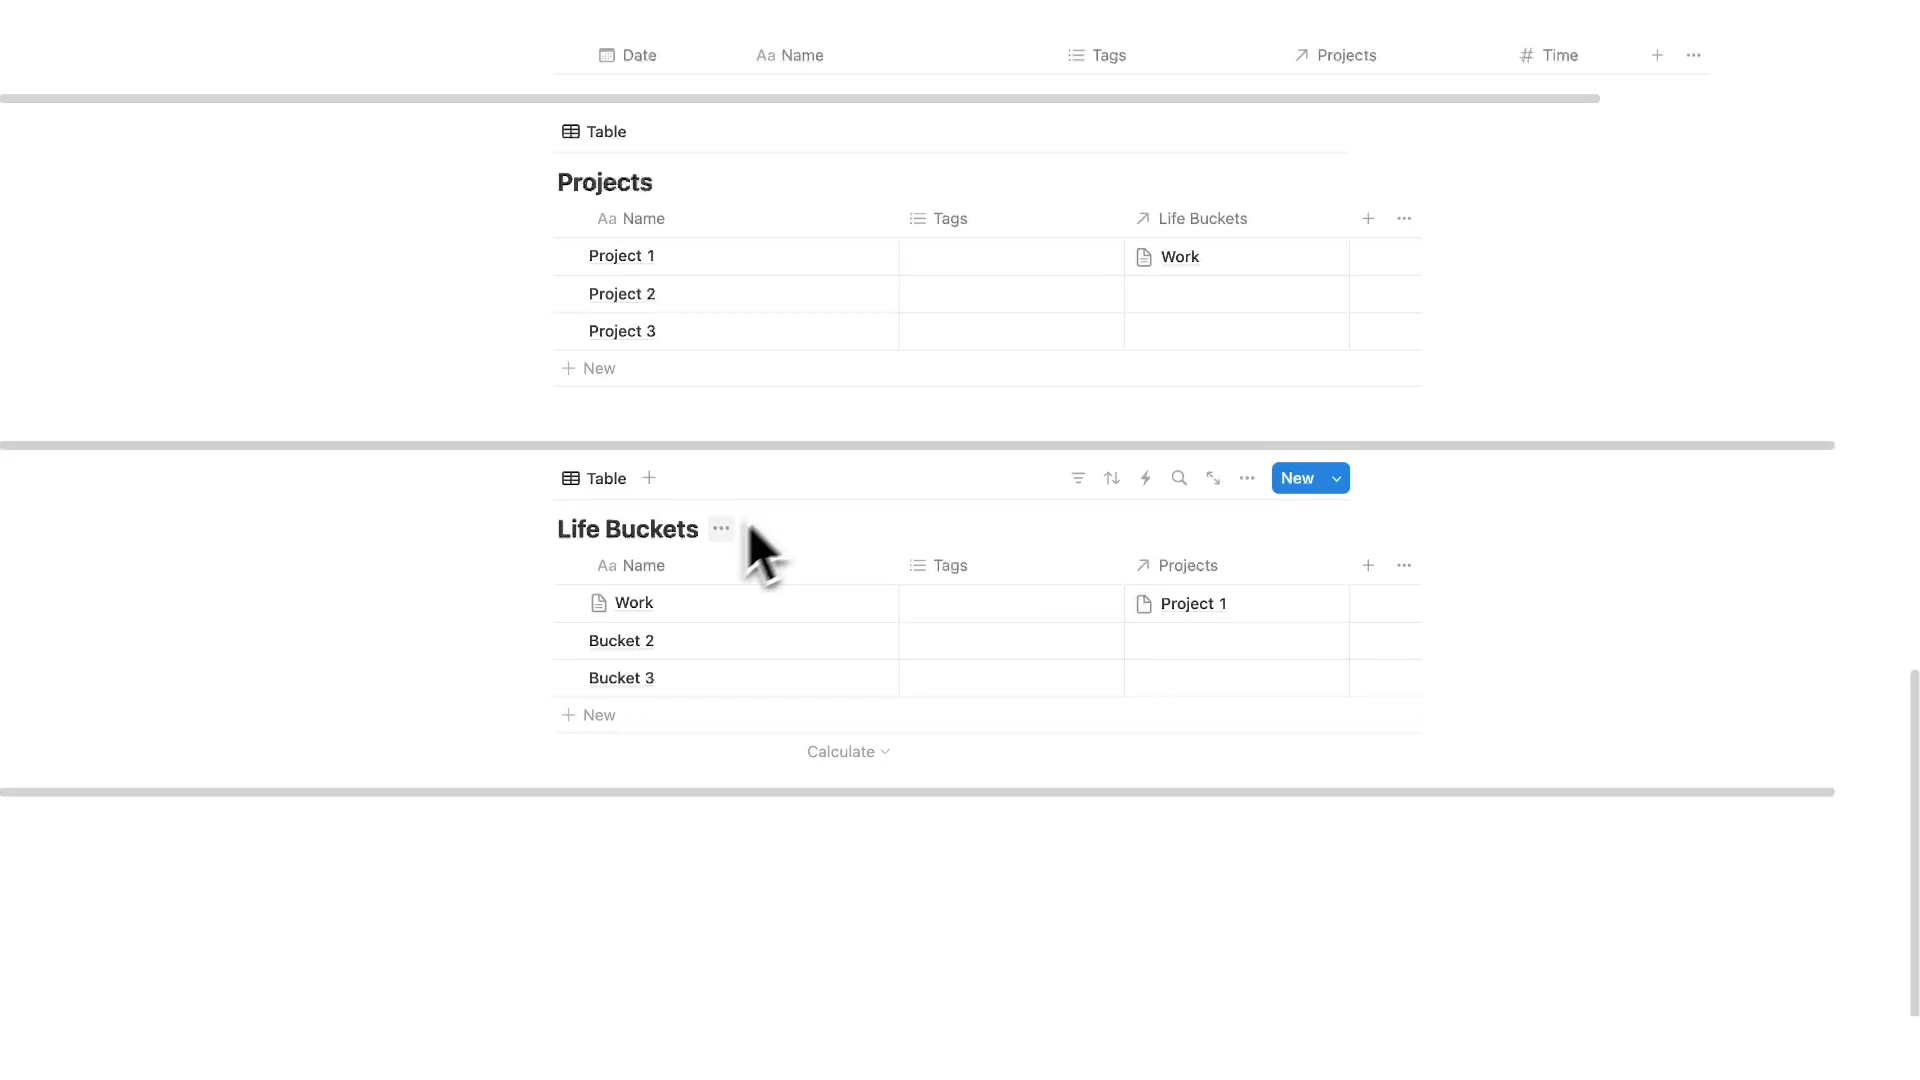 Date Aa Name Tags Projects # Time
Table
Projects
Aa Name Tags Life Buckets
Project 1 Work
Project 2
Project 3
+ New
Table
New
Life Buckets
Aa Name Tags Projects
Work Project 1
Bucket 2
Bucket 3
+ New
Calculate